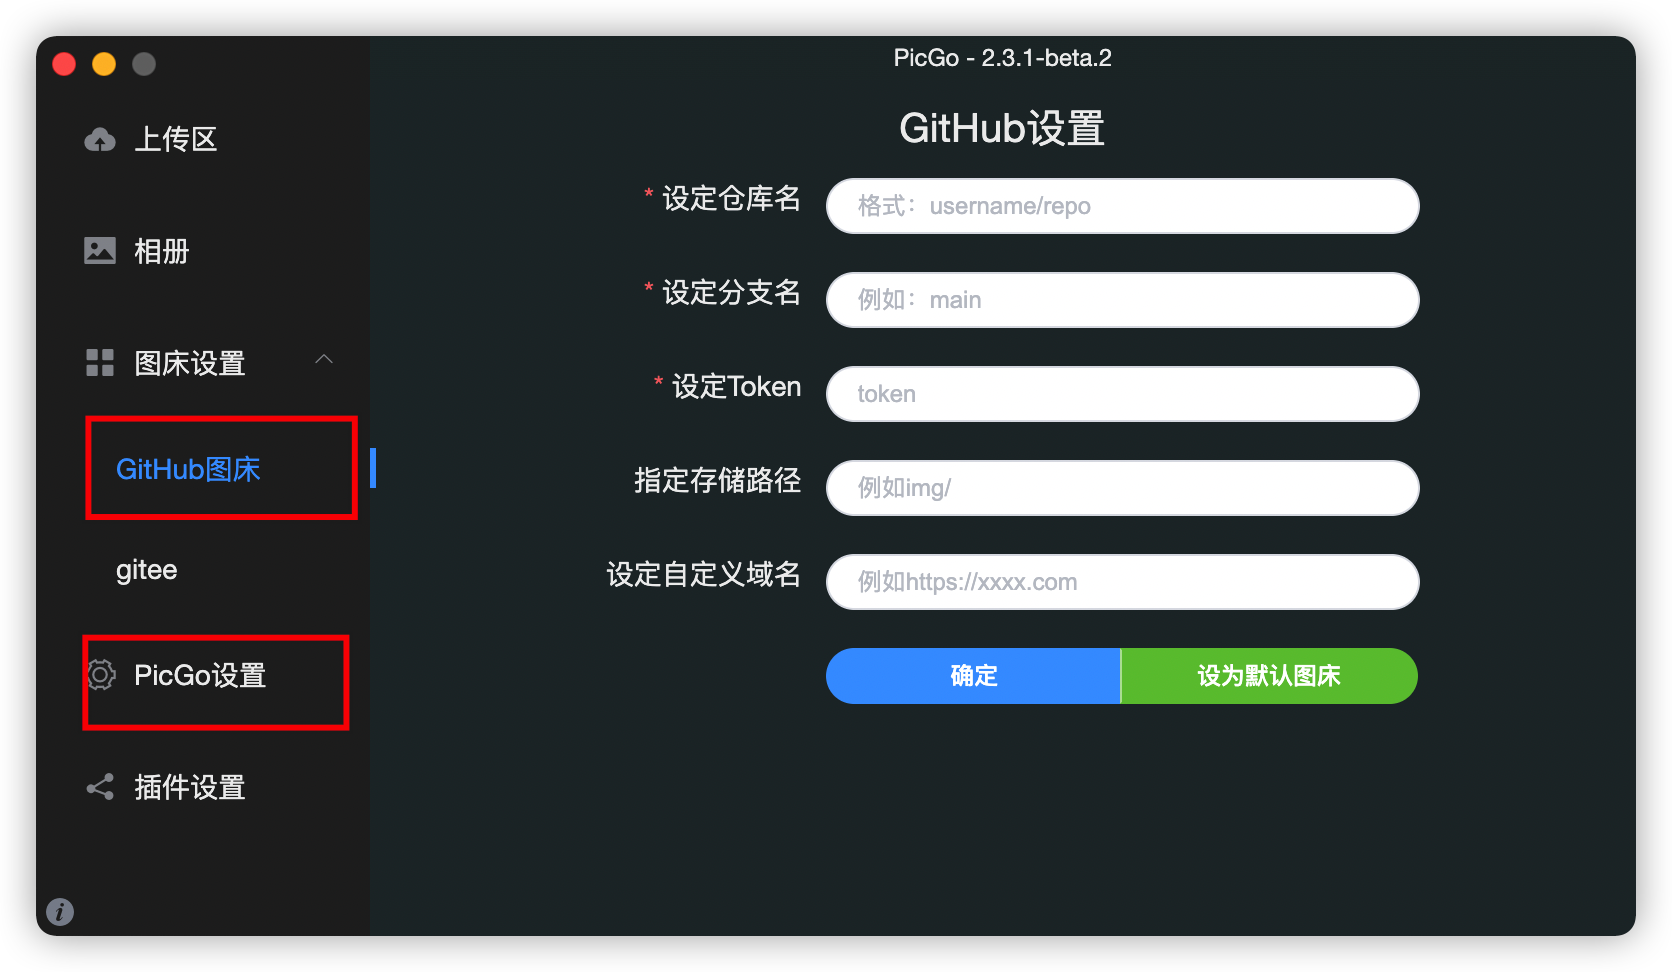 PicGo - 2.3.1-beta.2
上传区
相册
图床设置
GitHub图床
gitee
PicGo设置
插件设置
GitHub设置
* 设定仓库名 格式：username/repo
* 设定分支名 例如：main
* 设定Token token
指定存储路径 例如img/
设定自定义域名 例如https://xxxx.com
确定 设为默认图床